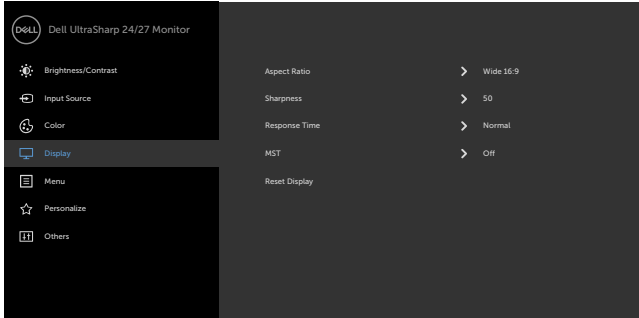 DELL
Dell UltraSharp 24/27 Monitor
Brightness/Contrast
Input Source
Color
Display
Menu
Personalize
Others
Aspect Ratio Wide 16:9
Sharpness 50
Response Time Normal
MST Off
Reset Display